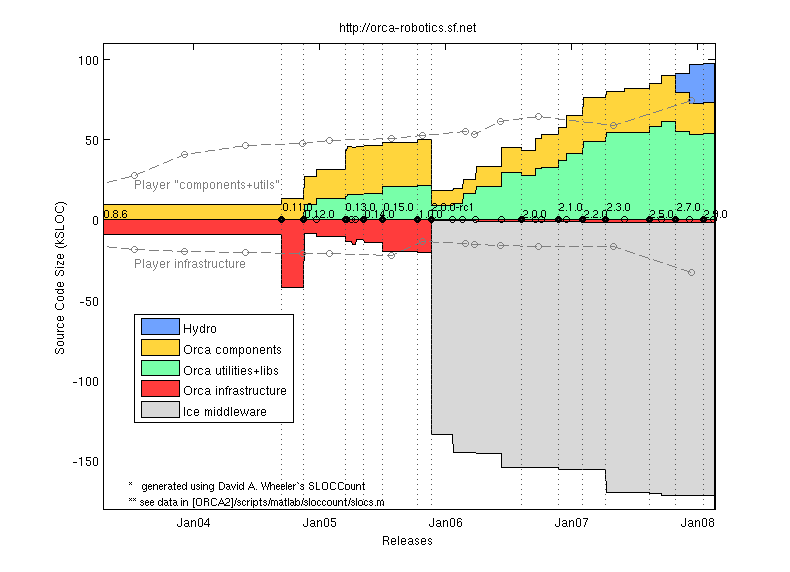 http://orca-robotics.sf.net
100
50
0
-50
-100
-150
Source Code Size (kSLOC)
Player "components+utils"
0.8.6
0.11.0
0.12.0
0.13.0
0.14.0
0.15.0
1.0.0
2.0.0-rc1
2.0.0
2.1.0
2.2.0
2.3.0
2.5.0
2.7.0
2.9.0
Player infrastructure
Hydro
Orca components
Orca utilities+libs
Orca infrastructure
Ice middleware
* generated using David A. Wheeler`s SLOCCount
** see data in [ORCA2]/scripts/matlab/sloccount/slocs.m
Jan04
Jan05
Jan06
Jan07
Jan08
Releases